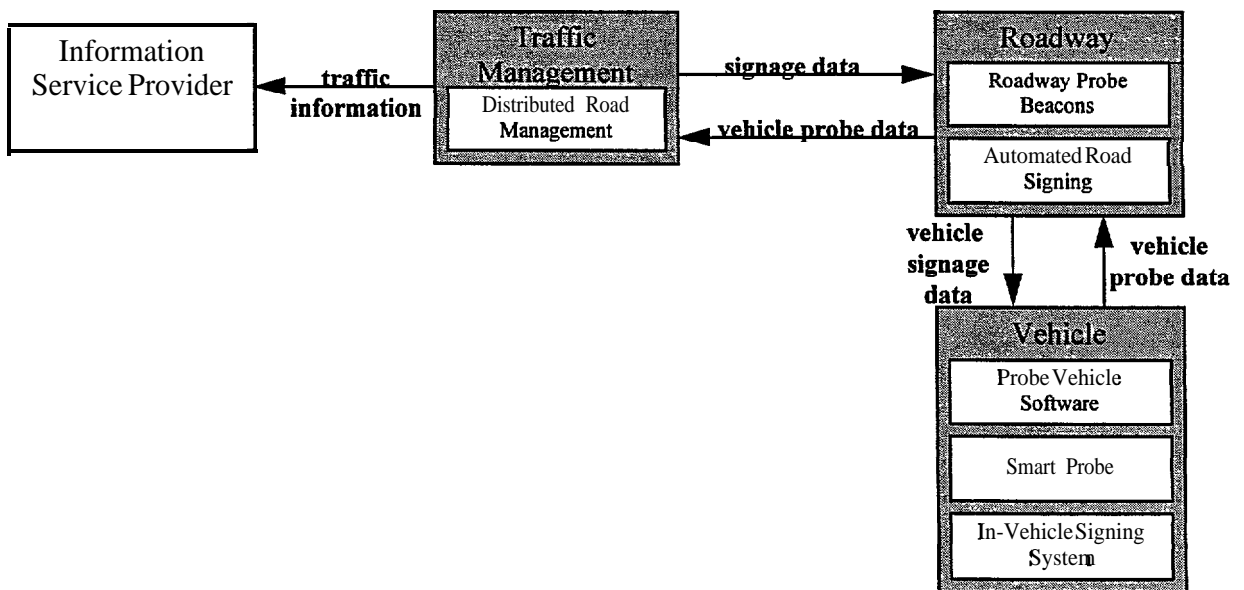 Information
Service Provider
traffic
information
Traffic
Management
Distributed Road
Management
signage data
vehicle probe data
Roadway
Roadway Probe
Beacons
Automated Road
Signing
vehicle
signage
data
vehicle
probe data
Vehicle
Probe Vehicle
Software
Smart Probe
In-Vehicle Signing
System